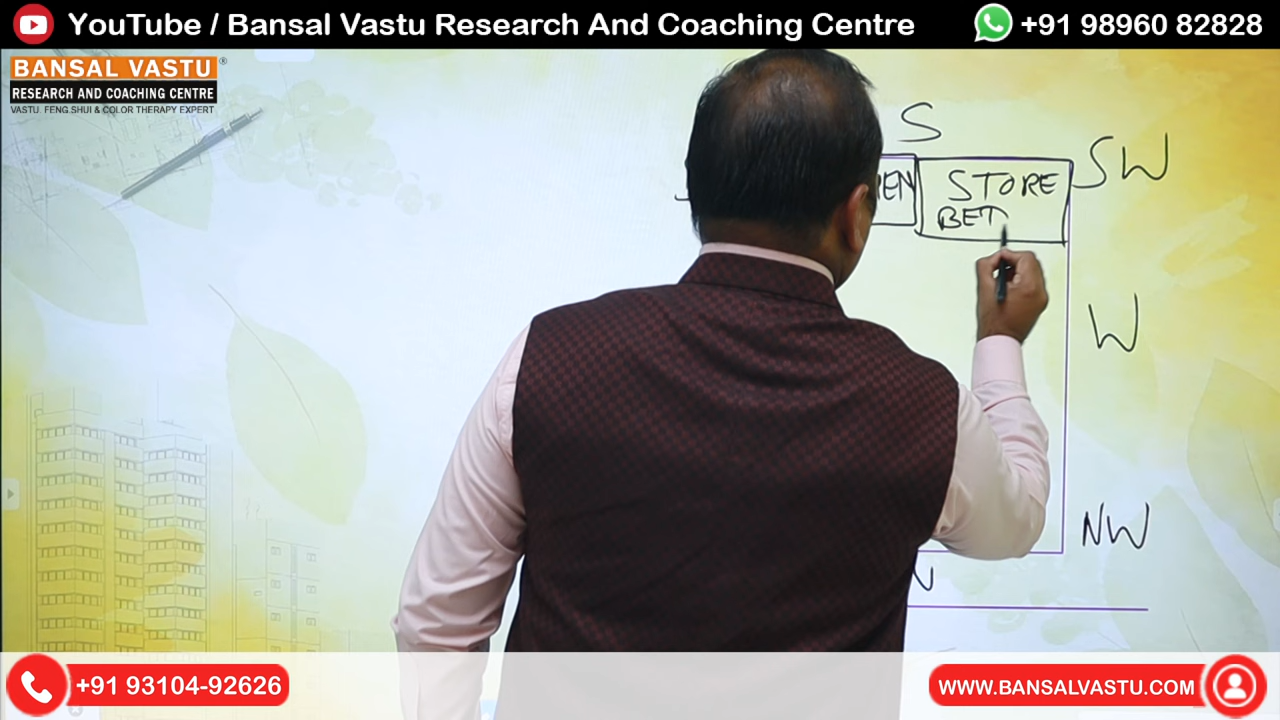 YouTube / Bansal Vastu Research And Coaching Centre
+91 98960 82828
BANSAL VASTU®
RESEARCH AND COACHING CENTRE
VASTU, FENG SHUI & COLOR THERAPY EXPERT
S
SW
STORE
BET
W
NW
N
+91 93104-92626
WWW.BANSALVASTU.COM